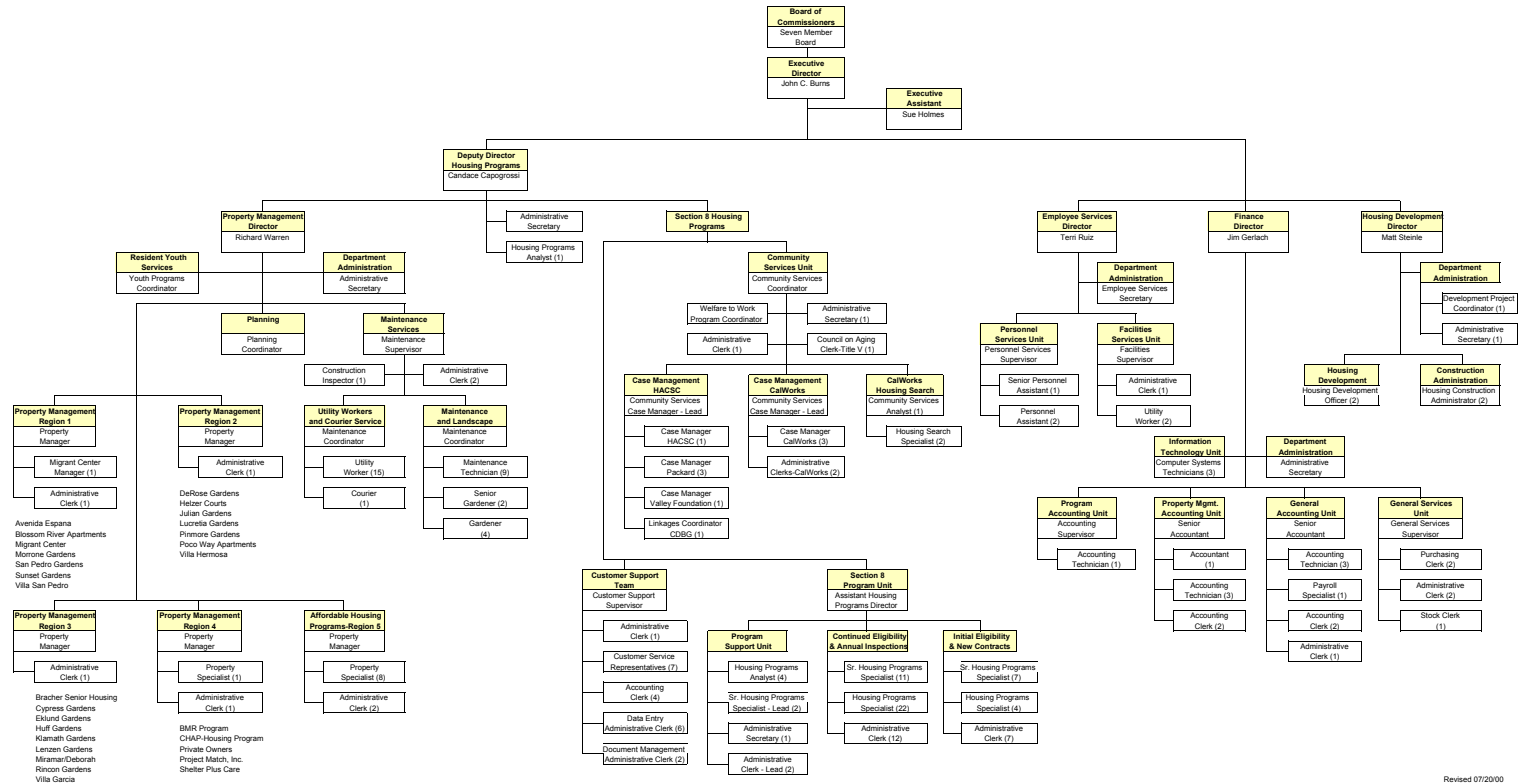 Board of
Commissioners
Seven Member
Board
Executive
Director
John C. Burns
Executive
Assistant
Sue Holmes
Deputy Director
Housing Programs
Candace Capogrossi
Property Management
Director
Richard Warren
Administrative
Secretary
Housing Programs
Analyst (1)
Section 8 Housing
Programs
Employee Services
Director
Terri Ruiz
Finance
Director
Jim Gerlach
Housing Development
Director
Matt Steinle
Resident Youth
Services
Youth Programs
Coordinator
Department
Administration
Administrative
Secretary
Planning
Planning
Coordinator
Maintenance
Services
Maintenance
Supervisor
Construction
Inspector (1)
Administrative
Clerk (2)
Community
Services Unit
Community Services
Coordinator
Welfare to Work
Program Coordinator
Administrative
Secretary (1)
Administrative
Clerk (1)
Council on Aging
Clerk-Title V (1)
Department
Administration
Employee Services
Secretary
Personnel
Services Unit
Personnel Services
Supervisor
Senior Personnel
Assistant (1)
Personnel
Assistant (2)
Facilities
Services Unit
Facilities
Supervisor
Administrative
Clerk (1)
Utility
Worker (2)
Department
Administration
Development Project
Coordinator (1)
Administrative
Secretary (1)
Housing
Development
Housing Development
Officer (2)
Construction
Administration
Housing Construction
Administrator (2)
Property Management
Region 1
Property
Manager
Migrant Center
Manager (1)
Administrative
Clerk (1)
Avenida Espana
Blossom River Apartments
Migrant Center
Morrone Gardens
San Pedro Gardens
Sunset Gardens
Villa San Pedro
Property Management
Region 2
Property
Manager
Administrative
Clerk (1)
DeRose Gardens
Helzer Courts
Julian Gardens
Lucretia Gardens
Pinmore Gardens
Poco Way Apartments
Villa Hermosa
Utility Workers
and Courier Service
Maintenance
Coordinator
Utility
Worker (15)
Courier
(1)
Maintenance
and Landscape
Maintenance
Coordinator
Maintenance
Technician (9)
Senior
Gardener (2)
Gardener
(4)
Case Management
HACSC
Community Services
Case Manager - Lead
Case Manager
HACSC (1)
Case Manager
Packard (3)
Case Manager
Valley Foundation (1)
Linkages Coordinator
CDBG (1)
Case Management
CalWorks
Community Services
Case Manager - Lead
Case Manager
CalWorks (3)
Administrative
Clerks-CalWorks (2)
CalWorks
Housing Search
Community Services
Analyst (1)
Housing Search
Specialist (2)
Information
Technology Unit
Computer Systems
Technicians (3)
Department
Administration
Administrative
Secretary
Program
Accounting Unit
Accounting
Supervisor
Accounting
Technician (1)
Property Mgmt.
Accounting Unit
Senior
Accountant
Accountant
(1)
Accounting
Technician (3)
Accounting
Clerk (2)
General
Accounting Unit
Senior
Accountant
Accounting
Technician (3)
Payroll
Specialist (1)
Accounting
Clerk (2)
Administrative
Clerk (1)
General Services
Unit
General Services
Supervisor
Purchasing
Clerk (2)
Administrative
Clerk (2)
Stock Clerk
(1)
Property Management
Region 3
Property
Manager
Administrative
Clerk (1)
Bracher Senior Housing
Cypress Gardens
Eklund Gardens
Huff Gardens
Klamath Gardens
Lenzen Gardens
Miramar/Deborah
Rincon Gardens
Villa Garcia
Property Management
Region 4
Property
Manager
Property
Specialist (1)
Administrative
Clerk (1)
BMR Program
CHAP-Housing Program
Private Owners
Project Match, Inc.
Shelter Plus Care
Affordable Housing
Programs-Region 5
Property
Manager
Property
Specialist (8)
Administrative
Clerk (2)
Customer Support
Team
Customer Support
Supervisor
Administrative
Clerk (1)
Customer Service
Representatives (7)
Accounting
Clerk (4)
Data Entry
Administrative Clerk (6)
Document Management
Administrative Clerk (2)
Section 8
Program Unit
Assistant Housing
Programs Director
Program
Support Unit
Housing Programs
Analyst (4)
Sr. Housing Programs
Specialist - Lead (2)
Administrative
Secretary (1)
Administrative
Clerk - Lead (2)
Continued Eligibility
& Annual Inspections
Sr. Housing Programs
Specialist (11)
Housing Programs
Specialist (22)
Administrative
Clerk (12)
Initial Eligibility
& New Contracts
Sr. Housing Programs
Specialist (7)
Housing Programs
Specialist (4)
Administrative
Clerk (7)
Revised 07/20/00